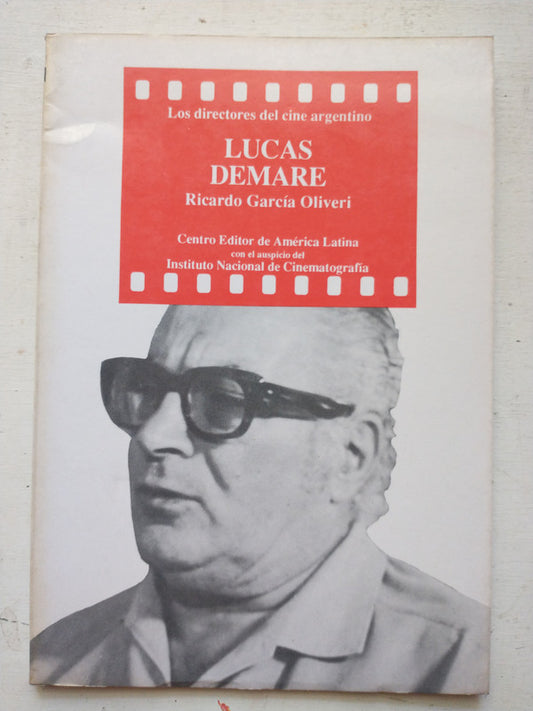 Los directores del cine argentino
LUCAS
DEMARE
Ricardo García Oliveri
Centro Editor de América Latina
con el auspicio del
Instituto Nacional de Cinematografía